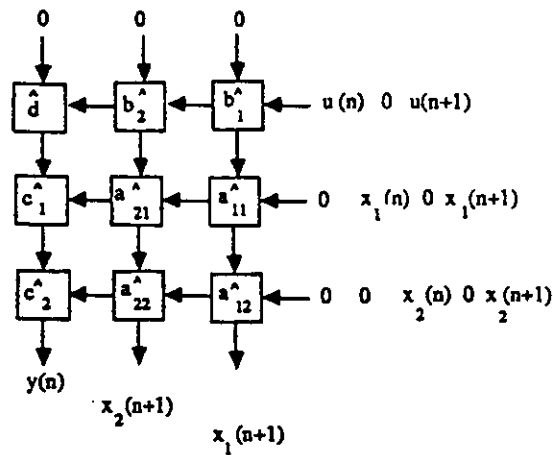 0 0 0
d̂ b̂₂ b̂₁ u(n) 0 u(n+1)
ĉ₁ â₂₁ â₁₁ 0 x₁(n) 0 x₁(n+1)
ĉ₂ â₂₂ â₁₂ 0 0 x₂(n) 0 x₂(n+1)
y(n)
x₂(n+1)
x₁(n+1)